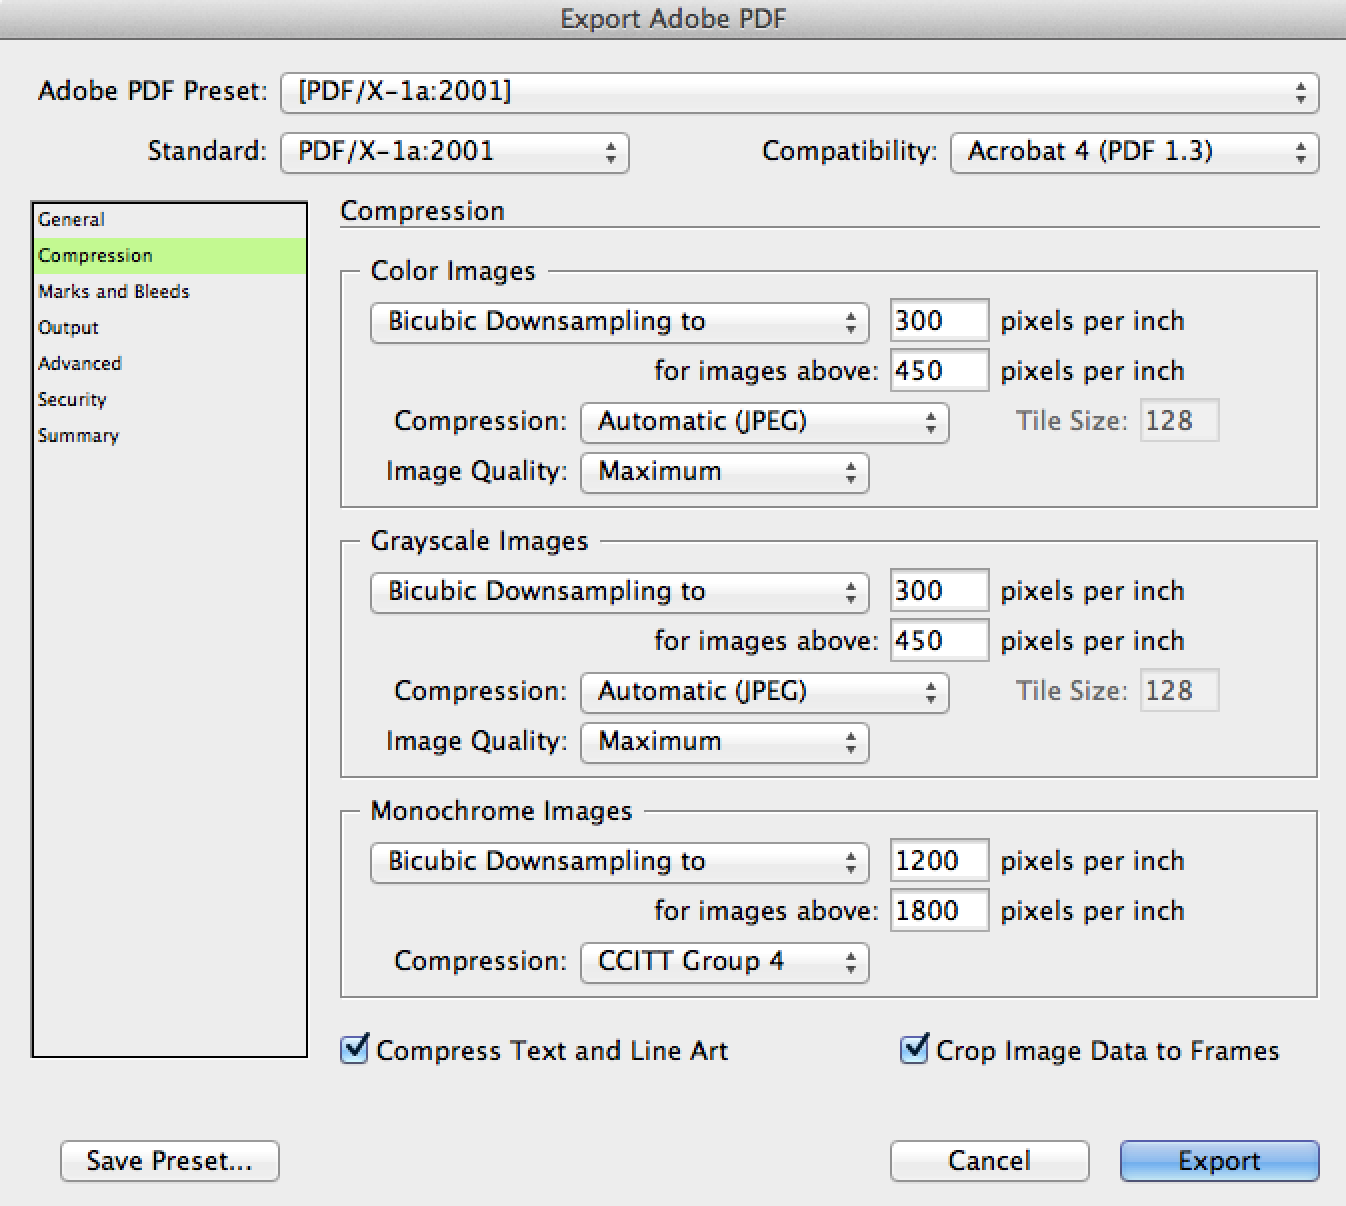 Export Adobe PDF
Adobe PDF Preset: [PDF/X-1a:2001]
Standard: PDF/X-1a:2001 Compatibility: Acrobat 4 (PDF 1.3)
General
Compression
Marks and Bleeds
Output
Advanced
Security
Summary
Compression
Color Images
Bicubic Downsampling to 300 pixels per inch
for images above: 450 pixels per inch
Compression: Automatic (JPEG) Tile Size: 128
Image Quality: Maximum
Grayscale Images
Bicubic Downsampling to 300 pixels per inch
for images above: 450 pixels per inch
Compression: Automatic (JPEG) Tile Size: 128
Image Quality: Maximum
Monochrome Images
Bicubic Downsampling to 1200 pixels per inch
for images above: 1800 pixels per inch
Compression: CCITT Group 4
Compress Text and Line Art Crop Image Data to Frames
Save Preset... Cancel Export